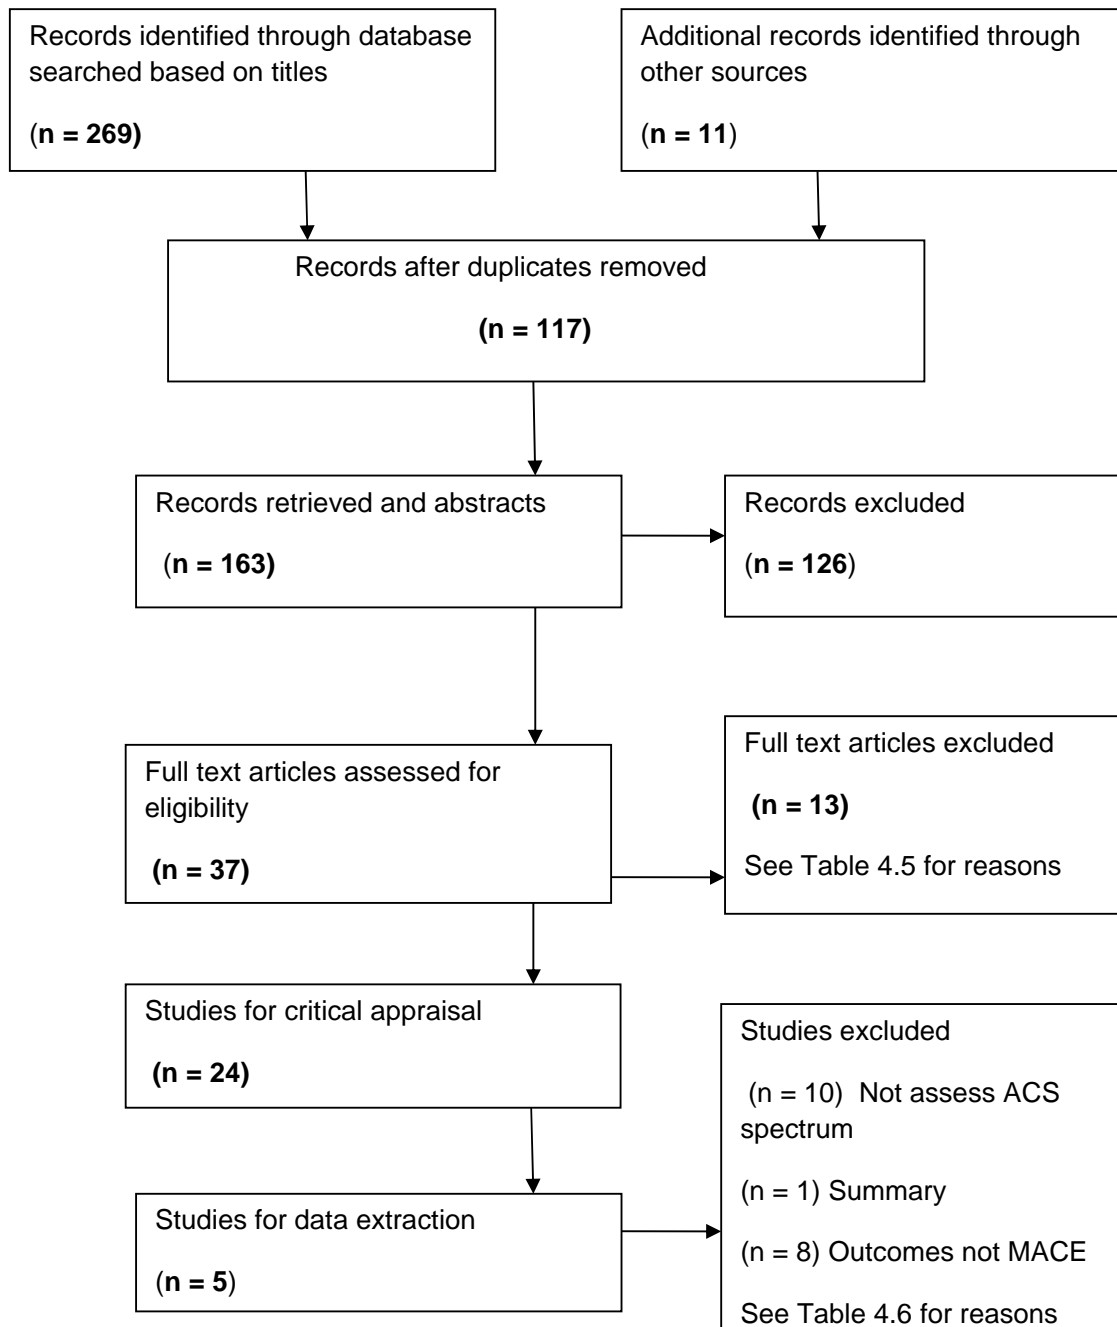 Records identified through database
searched based on titles
(n = 269)
Additional records identified through
other sources
(n = 11)
Records after duplicates removed
(n = 117)
Records retrieved and abstracts
(n = 163)
Records excluded
(n = 126)
Full text articles assessed for
eligibility
(n = 37)
Full text articles excluded
(n = 13)
See Table 4.5 for reasons
Studies for critical appraisal
(n = 24)
Studies excluded
(n = 10) Not assess ACS
spectrum
(n = 1) Summary
(n = 8) Outcomes not MACE
See Table 4.6 for reasons
Studies for data extraction
(n = 5)